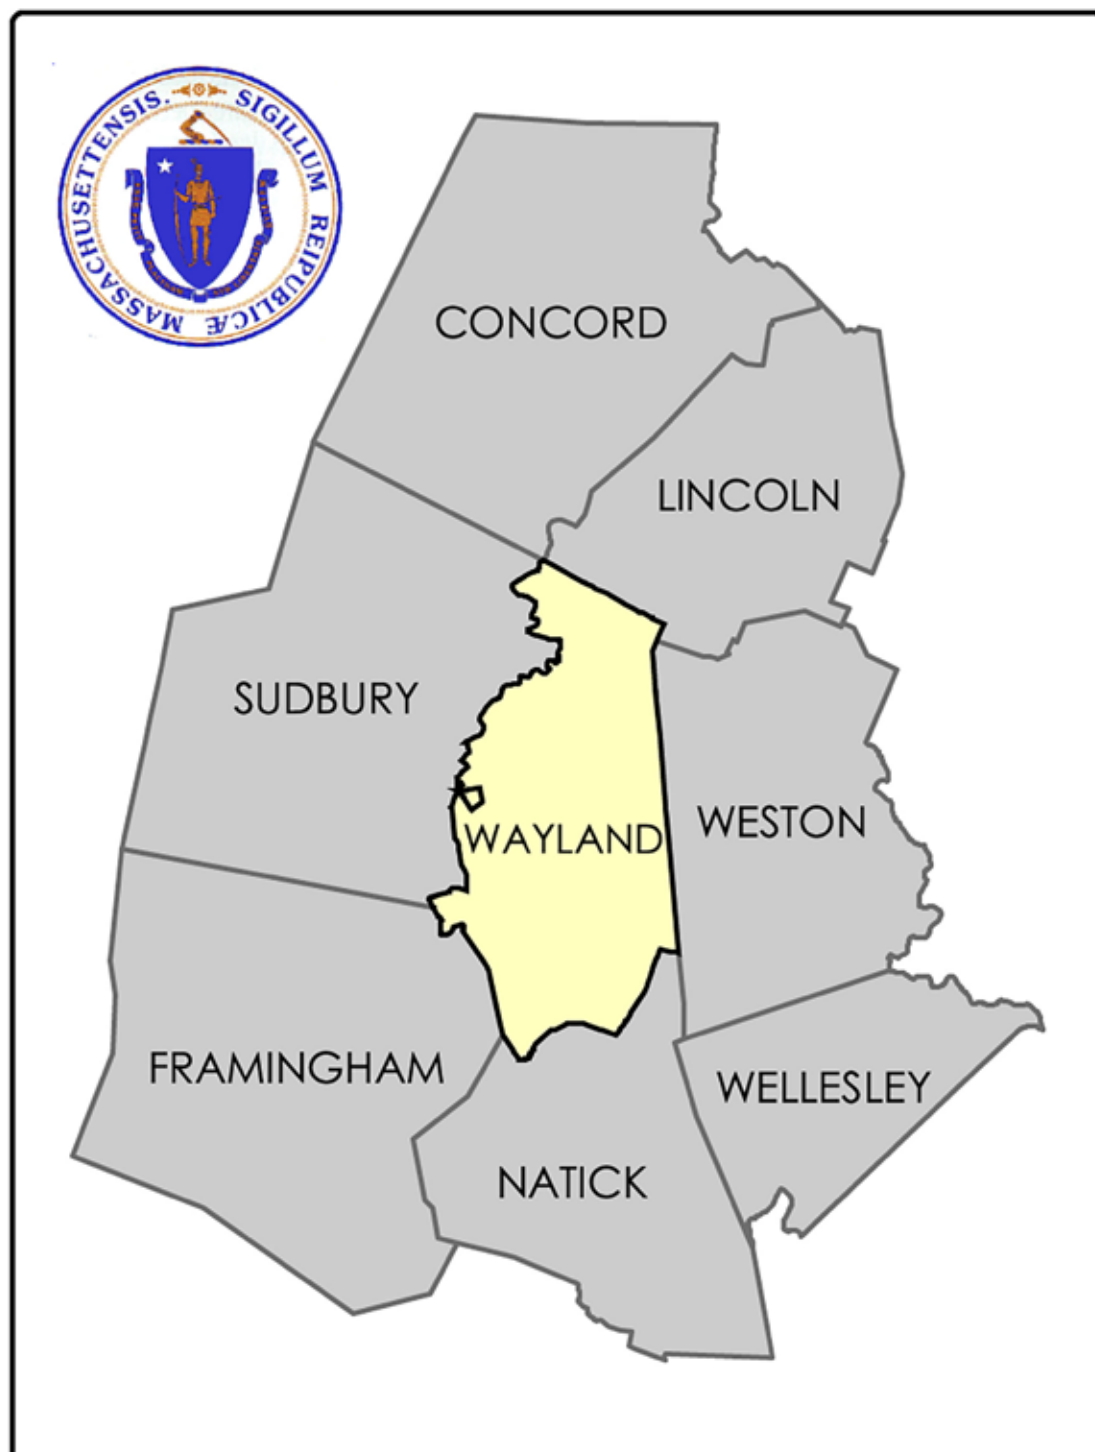 SIGILLUM REIPUBLICÆ MASSACHUSETTENSIS.
CONCORD
LINCOLN
SUDBURY
WESTON
WAYLAND
FRAMINGHAM
WELLESLEY
NATICK